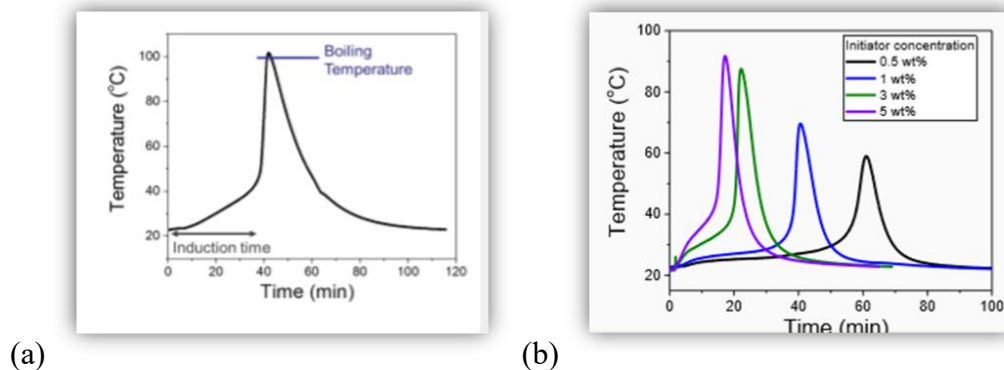 100
80
60
40
20
Temperature (°C)
Boiling
Temperature
Induction time
0 20 40 60 80 100 120
Time (min)
(a)
100
80
60
40
20
Temperature (°C)
Initiator concentration
0.5 wt%
1 wt%
3 wt%
5 wt%
0 20 40 60 80 100
Time (min)
(b)